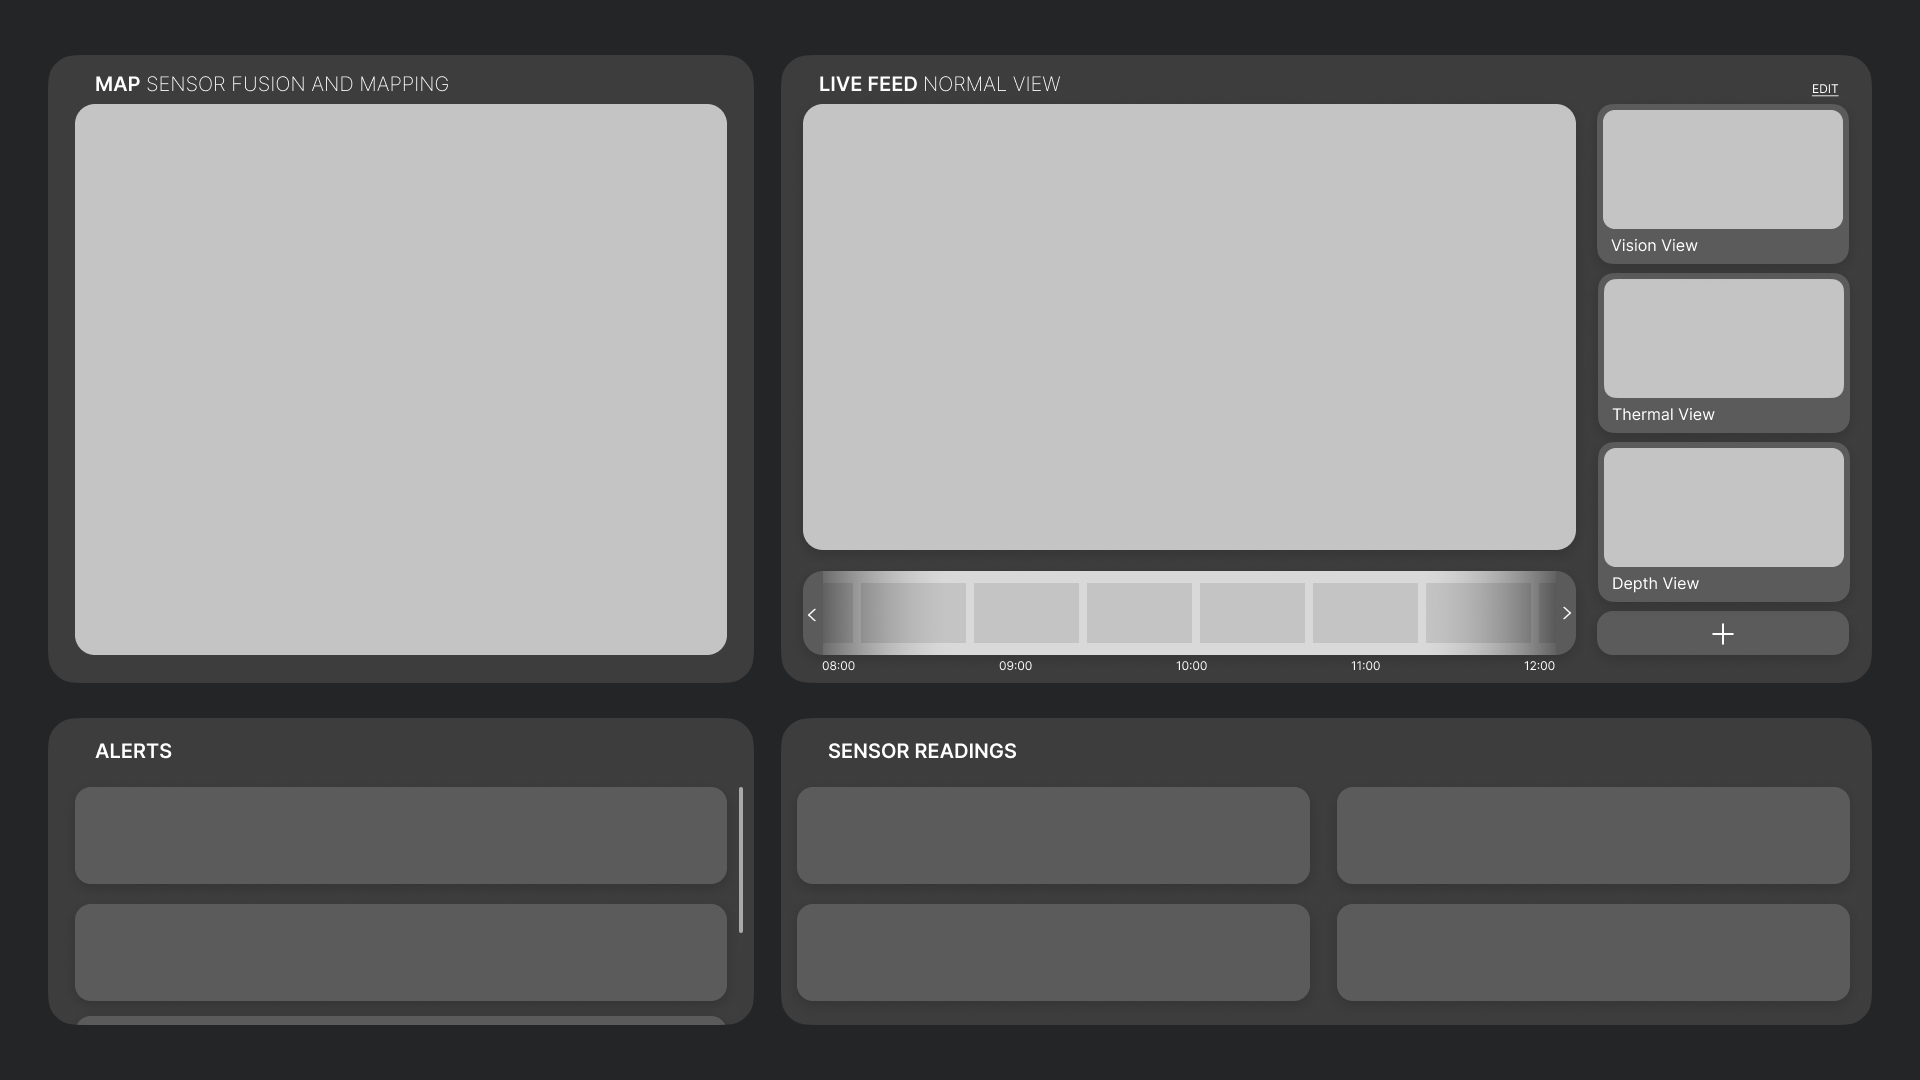 MAP SENSOR FUSION AND MAPPING
LIVE FEED NORMAL VIEW
EDIT
Vision View
Thermal View
Depth View
08:00 09:00 10:00 11:00 12:00
ALERTS
SENSOR READINGS